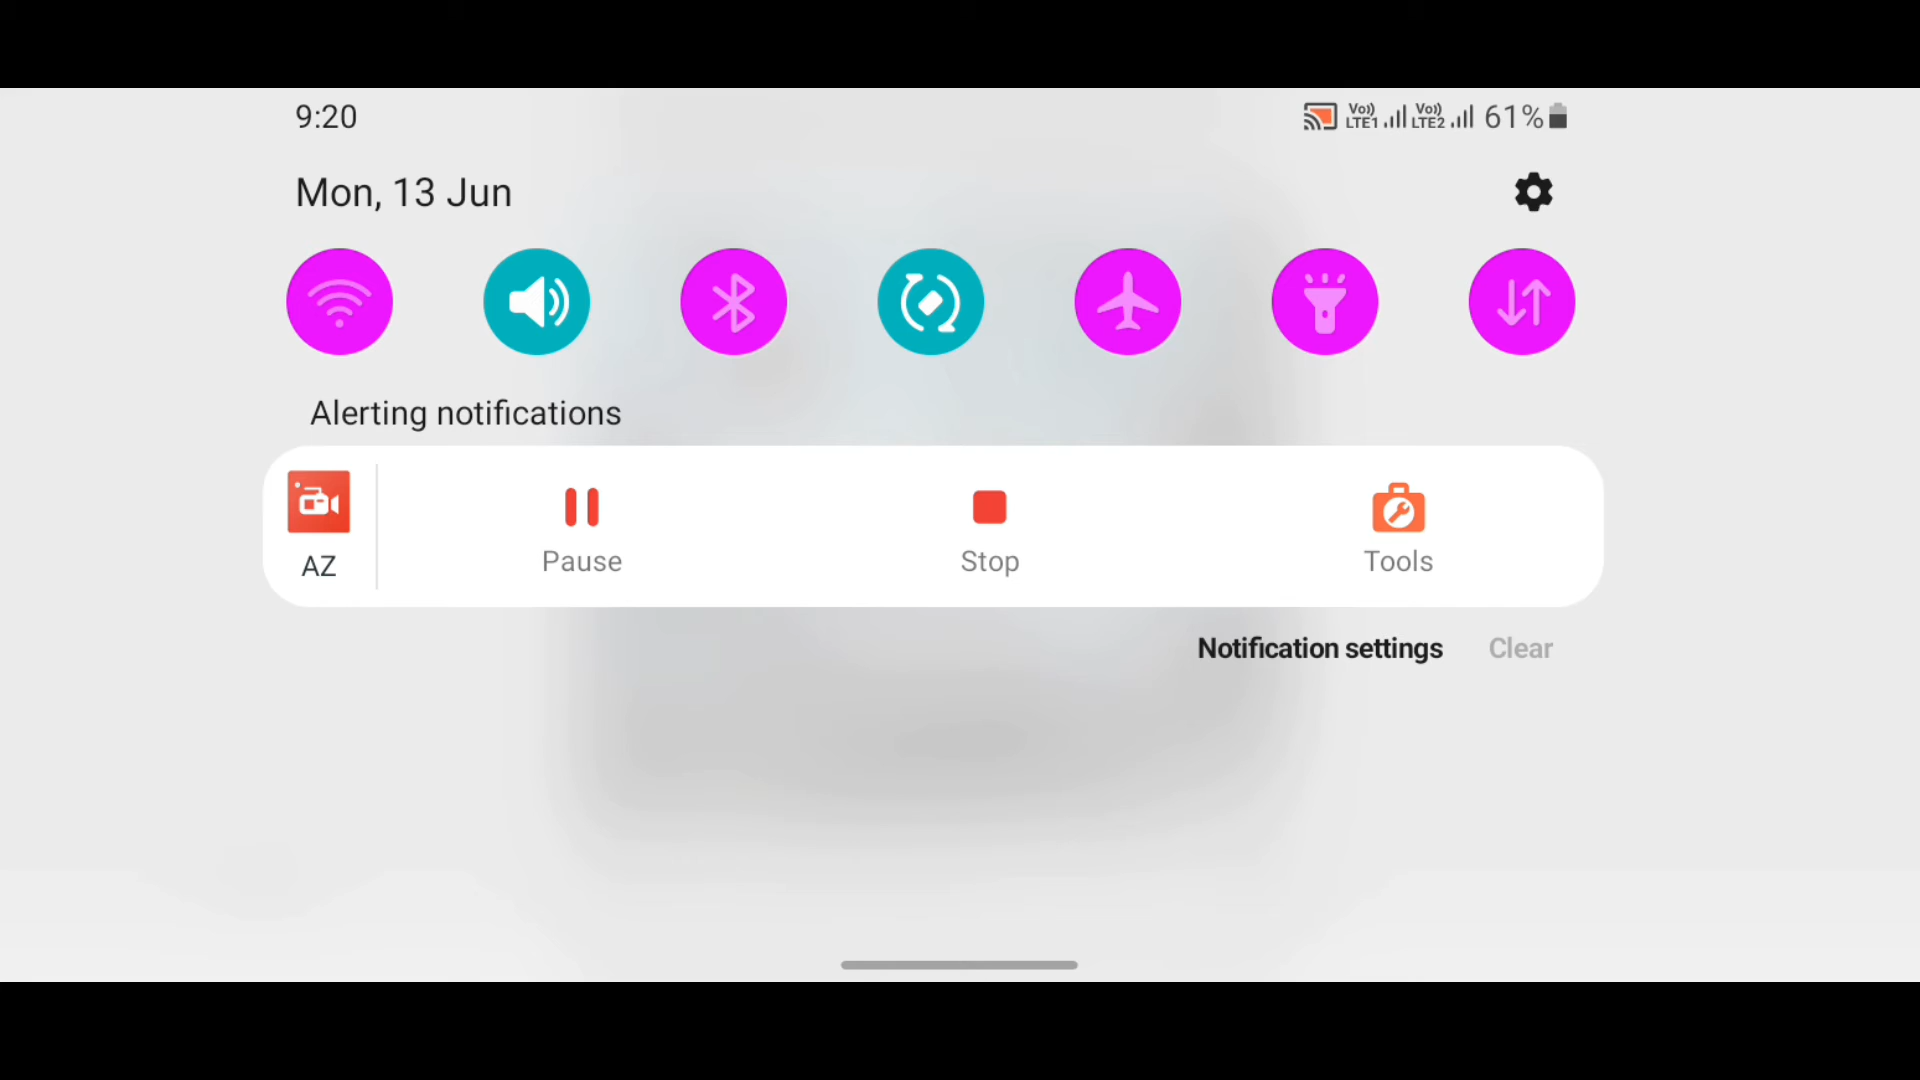 9:20
Vo)) LTE1 Vo)) LTE2 61%
Mon, 13 Jun
Alerting notifications
AZ
Pause
Stop
Tools
Notification settings Clear